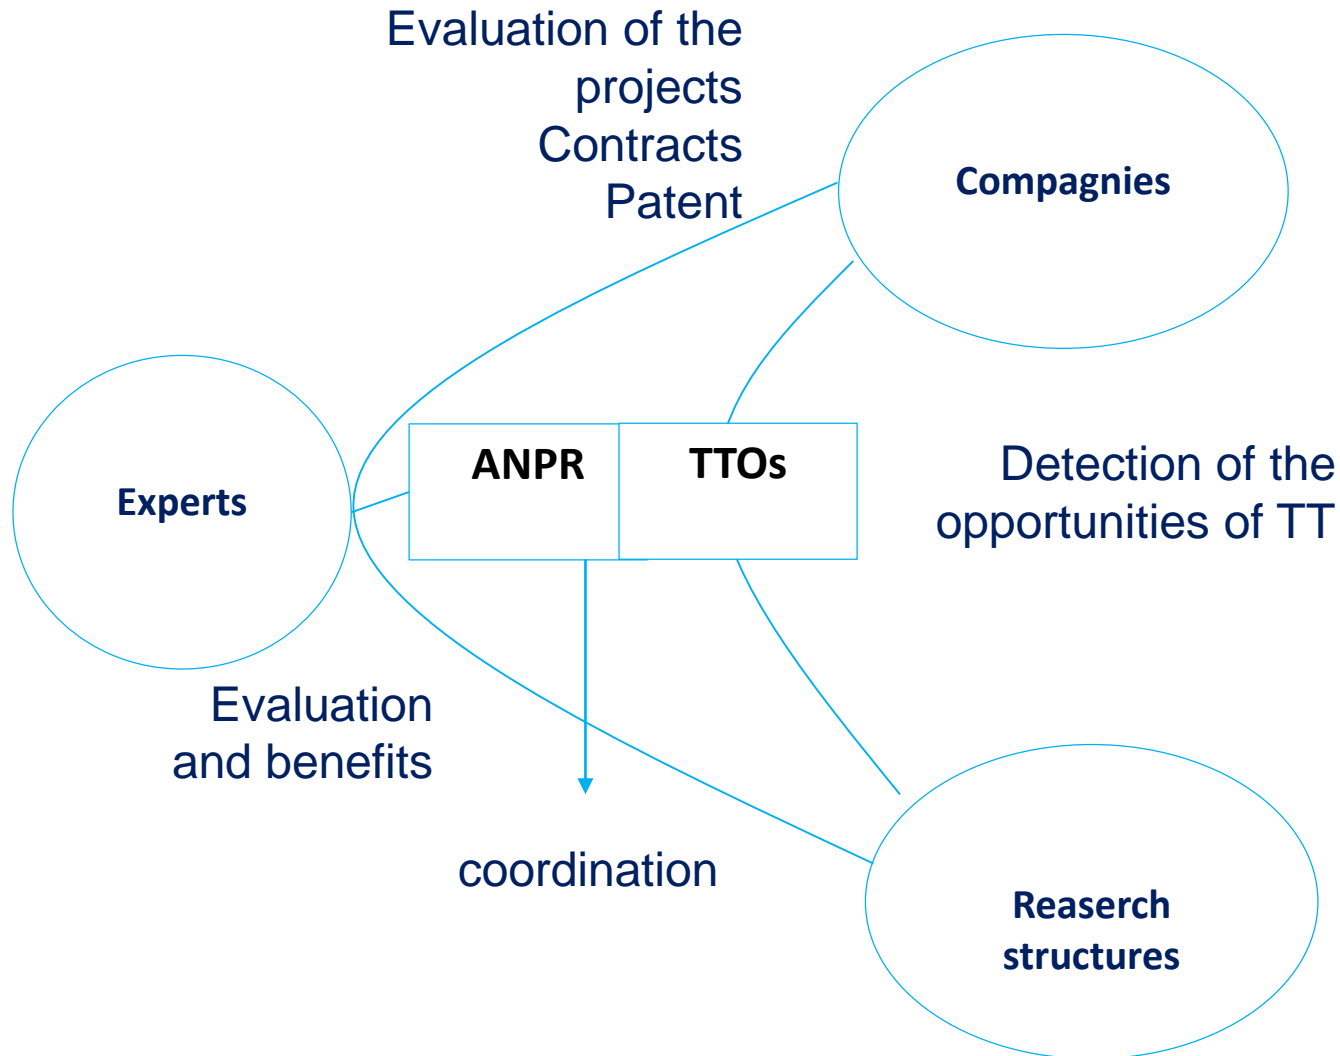 Evaluation of the
projects
Contracts
Patent
Compagnies
Experts
ANPR
TTOs
Detection of the
opportunities of TT
Evaluation
and benefits
coordination
Reaserch
structures